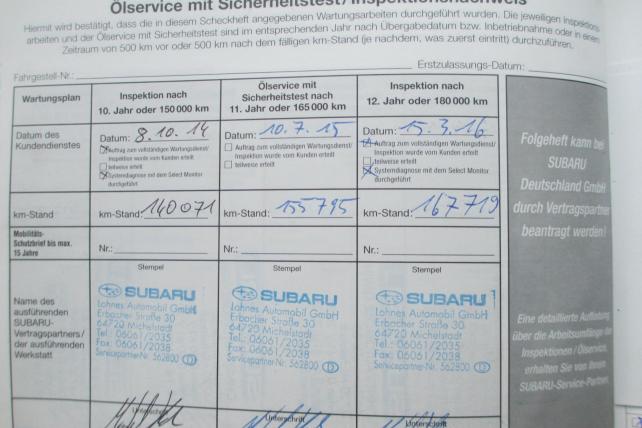 Ölservice mit Sicherheitstest/Inspektionsnachweis
Hiermit wird bestätigt, dass die in diesem Scheckheft angegebenen Wartungsarbeiten durchgeführt wurden. Die jeweiligen Inspektions-
arbeiten und der Ölservice mit Sicherheitstest sind im entsprechenden Jahr nach Übergabedatum bzw. Inbetriebnahme oder in einem
Zeitraum von 500 km vor oder 500 km nach dem fälligen km-Stand (je nachdem, was zuerst eintritt) durchzuführen.
Fahrgestell-Nr.: Erstzulassungs-Datum:
Wartungsplan
Inspektion nach
10. Jahr oder 150 000 km
Ölservice mit
Sicherheitstest nach
11. Jahr oder 165 000 km
Inspektion nach
12. Jahr oder 180 000 km
Datum des
Kundendienstes
Datum: 8.10.14
Auftrag zum vollständigen Wartungsdienst/
Inspektion wurde vom Kunden erteilt
teilweise erteilt
Systemdiagnose mit dem Select Monitor
durchgeführt
Datum: 10.7.15
Auftrag zum vollständigen Wartungsdienst/
Inspektion wurde vom Kunden erteilt
teilweise erteilt
Datum: 15.3.16
Auftrag zum vollständigen Wartungsdienst/
Inspektion wurde vom Kunden erteilt
teilweise erteilt
Systemdiagnose mit dem Select Monitor
durchgeführt
km-Stand
km-Stand: 140071
km-Stand: 155795
km-Stand: 167719
Mobilitäts-
Schutzbrief bis max.
15 Jahre
Nr.:
Nr.:
Nr.:
Name des
ausführenden
SUBARU-
Vertragspartners/
der ausführenden
Werkstatt
Stempel
SUBARU
Lohnes Automobil GmbH
Erbacher Straße 30
64720 Michelstadt
Tel.: 06061/2035
Fax: 06061/2038
Servicepartner-Nr. 562800 D
Unterschrift
Stempel
SUBARU
Lohnes Automobil GmbH
Erbacher Straße 30
64720 Michelstadt
Tel.: 06061/2035
Fax: 06061/2038
Servicepartner-Nr. 562800 D
Unterschrift
Stempel
SUBARU
Lohnes Automobil GmbH
Erbacher Straße 30
64720 Michelstadt
Tel.: 06061/2035
Fax: 06061/2038
Servicepartner-Nr. 562800 D
Unterschrift
Folgeheft kann bei
SUBARU
Deutschland GmbH
durch Vertragspartner
beantragt werden!
Eine detaillierte Auflistung
über die Arbeitsumfänge der
Inspektionen / Ölservice,
erhalten Sie von Ihrem
SUBARU-Service-Partner.